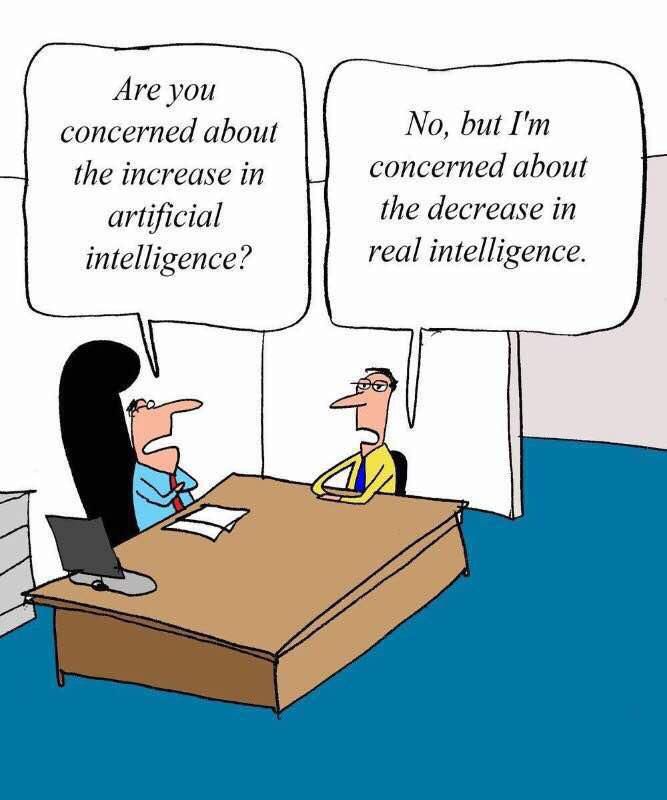 Are you
concerned about
the increase in
artificial
intelligence?
No, but I'm
concerned about
the decrease in
real intelligence.